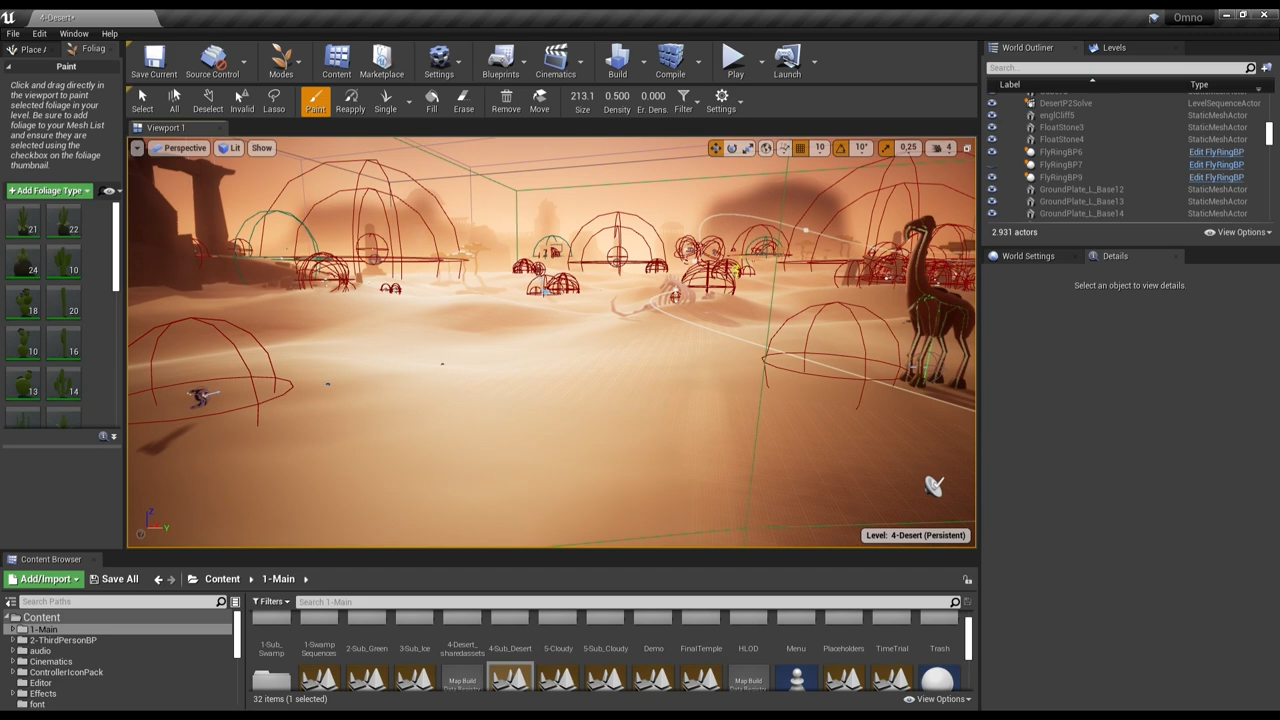 4-Desert*
Omno
File Edit Window Help
Place A
Foliag
Paint
Click and drag directly in the viewport to paint selected foliage in your level. Be sure to add foliage to your Mesh List and ensure they are selected using the checkbox on the foliage thumbnail.
+Add Foliage Type
21 22
24 10
18 20
10 16
13 14
Save Current Source Control Modes Content Marketplace Settings Blueprints Cinematics Build Compile Play Launch
Select All Deselect Invalid Lasso Paint Reapply Single Fill Erase Remove Move
213.1 0.500 0.000
Size Density Er. Dens. Filter Settings
Viewport 1
Perspective Lit Show
10 10° 0,25 4
Z
Y
Level: 4-Desert (Persistent)
World Outliner Levels
Search...
Label Type
DesertP2Solve LevelSequenceActor
englCliff5 StaticMeshActor
FloatStone3 StaticMeshActor
FloatStone4 StaticMeshActor
FlyRingBP6 Edit FlyRingBP
FlyRingBP7 Edit FlyRingBP
FlyRingBP9 Edit FlyRingBP
GroundPlate_L_Base12 StaticMeshActor
GroundPlate_L_Base13 StaticMeshActor
GroundPlate_L_Base14 StaticMeshActor
2.931 actors View Options
World Settings Details
Select an object to view details.
Content Browser
Add/Import Save All Content 1-Main
Search Paths
Content
1-Main
2-ThirdPersonBP
audio
Cinematics
ControllerIconPack
Editor
Effects
font
Filters Search 1-Main
1-Sub_Swamp 1-Swamp Sequences 2-Sub_Green 3-Sub_Ice 4-Desert_sharedassets 4-Sub_Desert 5-Cloudy 5-Sub_Cloudy Demo FinalTemple HLOD Menu Placeholders TimeTrial Trash
Map Build Data Registry
Map Build Data Registry
32 items (1 selected) View Options